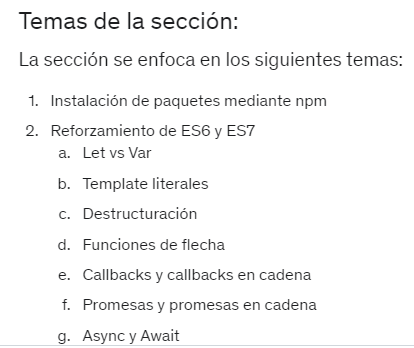 Temas de la sección:
La sección se enfoca en los siguientes temas:
1. Instalación de paquetes mediante npm
2. Reforzamiento de ES6 y ES7
a. Let vs Var
b. Template literales
c. Destructuración
d. Funciones de flecha
e. Callbacks y callbacks en cadena
f. Promesas y promesas en cadena
g. Async y Await